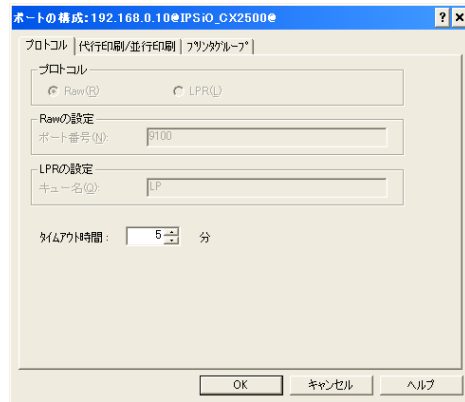 ポートの構成:192.168.0.10@IPSiO_CX2500@
プロトコル 代行印刷/並行印刷 プリンタグループ
プロトコル
Raw(R) LPR(L)
Rawの設定
ポート番号(N): 9100
LPRの設定
キュー名(Q): LP
タイムアウト時間: 5 分
OK キャンセル ヘルプ